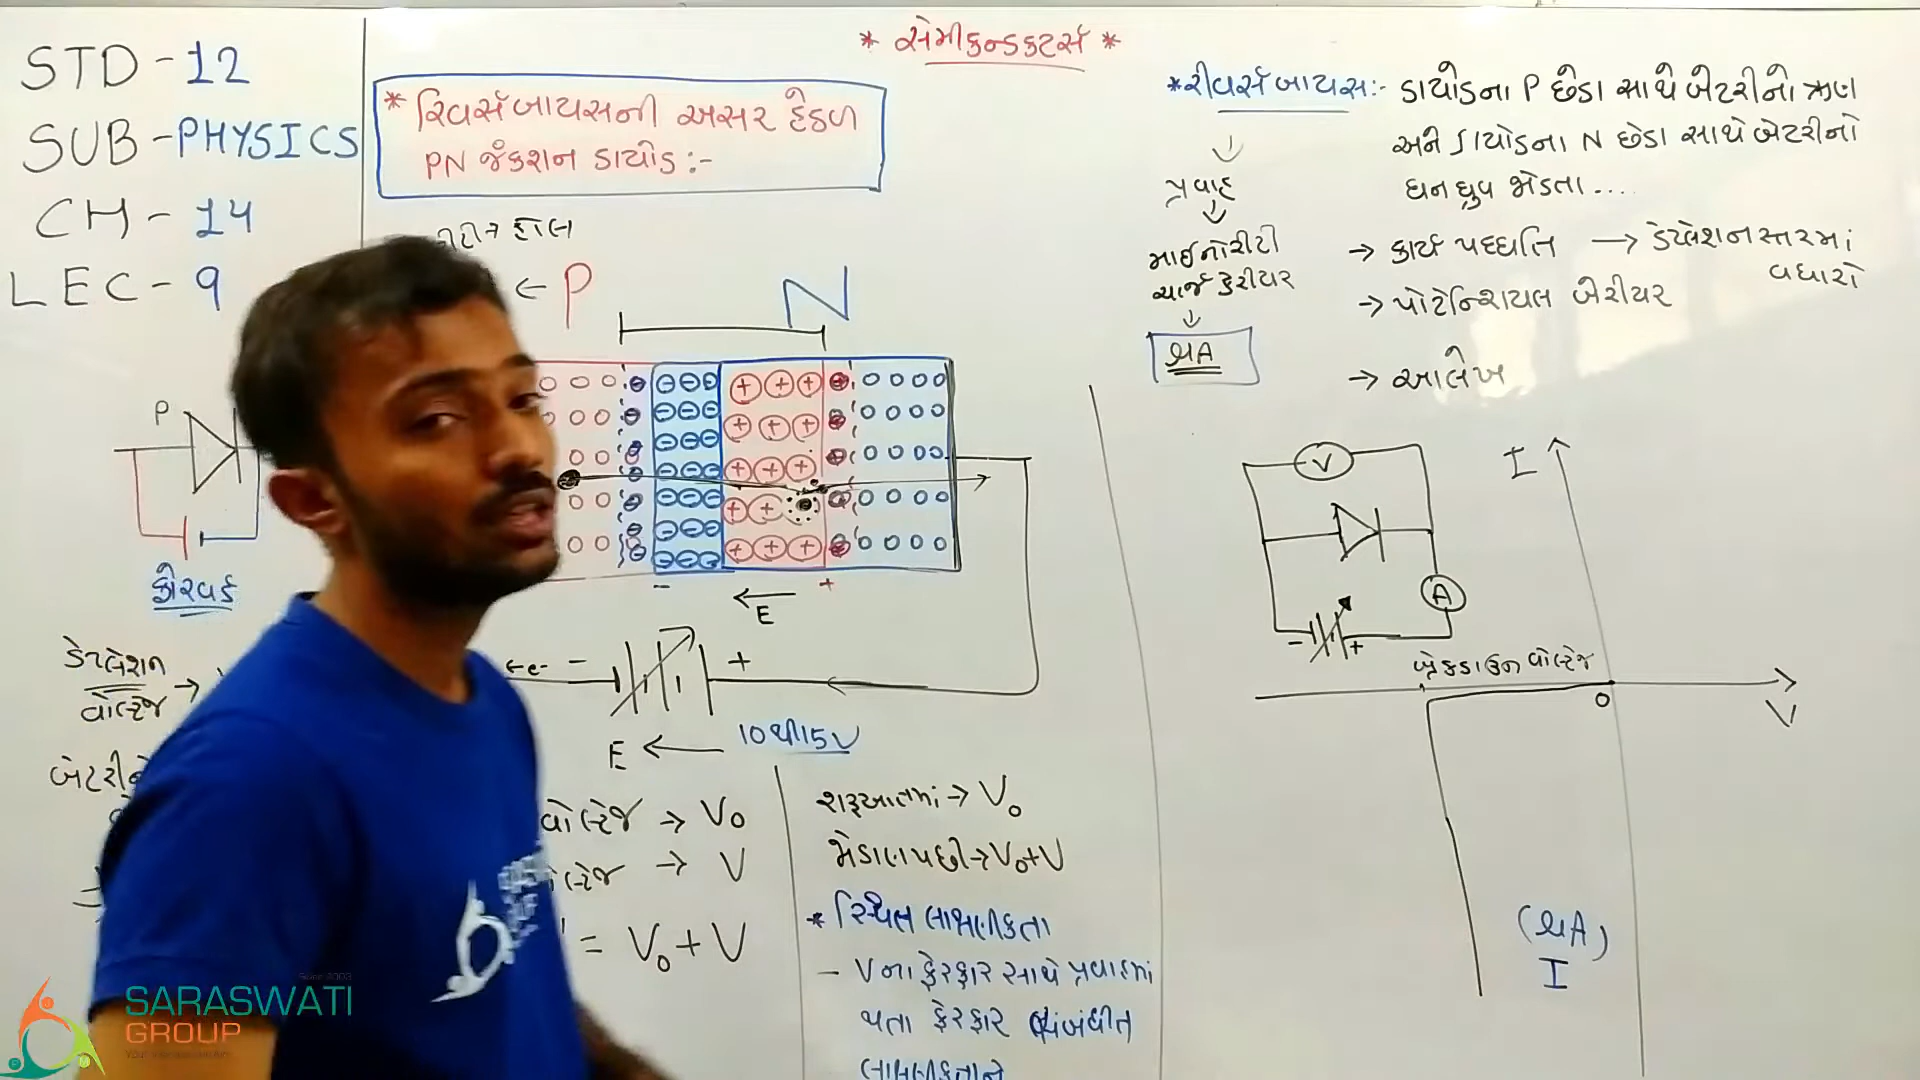 STD - 12
SUB - PHYSICS
CH - 14
LEC - 9
* સેમીકન્ડક્ટર્સ *
* રિવર્સ બાયસની અસર હેઠળ
PN જંકશન ડાયોડ :-
હોલ
← P
N
P
ફોરવર્ડ
ડેપ્લેશન
વોલ્ટેજ →
- +
← E
← e- - +
E ←
10 થી 15 V
વોલ્ટેજ → V₀
→ V
= V₀ + V
શરૂઆતમાં → V₀
જોડાણ પછી → V₀+V
* સ્થિત લાક્ષણીકતા
- V ના ફેરફાર સાથે પ્રવાહમાં
થતા ફેરફાર સંબંધીત
લાક્ષણીકતાને
* રીવર્સ બાયસ :- ડાયોડના P છેડા સાથે બેટરીનો ઋણ
અને ડાયોડના N છેડા સાથે બેટરીનો
ધન ધ્રુવ જોડતા ....
↓
પ્રવાહ
↓
માઈનોરીટી
ચાર્જ કેરીયર
↓
μA
→ કાર્ય પધ્ધતિ → ડેપ્લેશન સ્તરમાં
વધારો
→ પોટેન્શિયલ બેરીયર
→ આલેખ
V
A
- +
I
બ્રેકડાઉન વોલ્ટેજ
O
V
(μA)
I
SARASWATI
GROUP